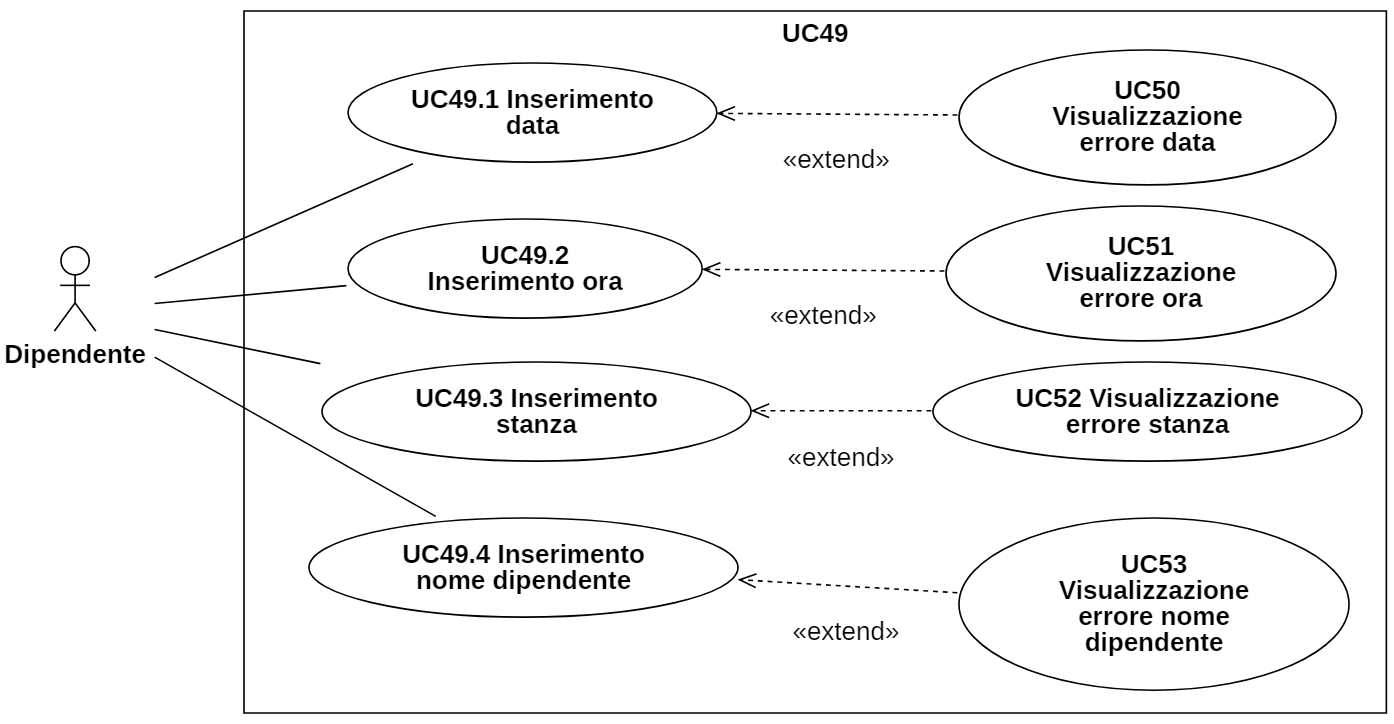 UC49
UC49.1 Inserimento
data
«extend»
UC50
Visualizzazione
errore data
UC49.2
Inserimento ora
«extend»
UC51
Visualizzazione
errore ora
Dipendente
UC49.3 Inserimento
stanza
«extend»
UC52 Visualizzazione
errore stanza
UC49.4 Inserimento
nome dipendente
«extend»
UC53
Visualizzazione
errore nome
dipendente